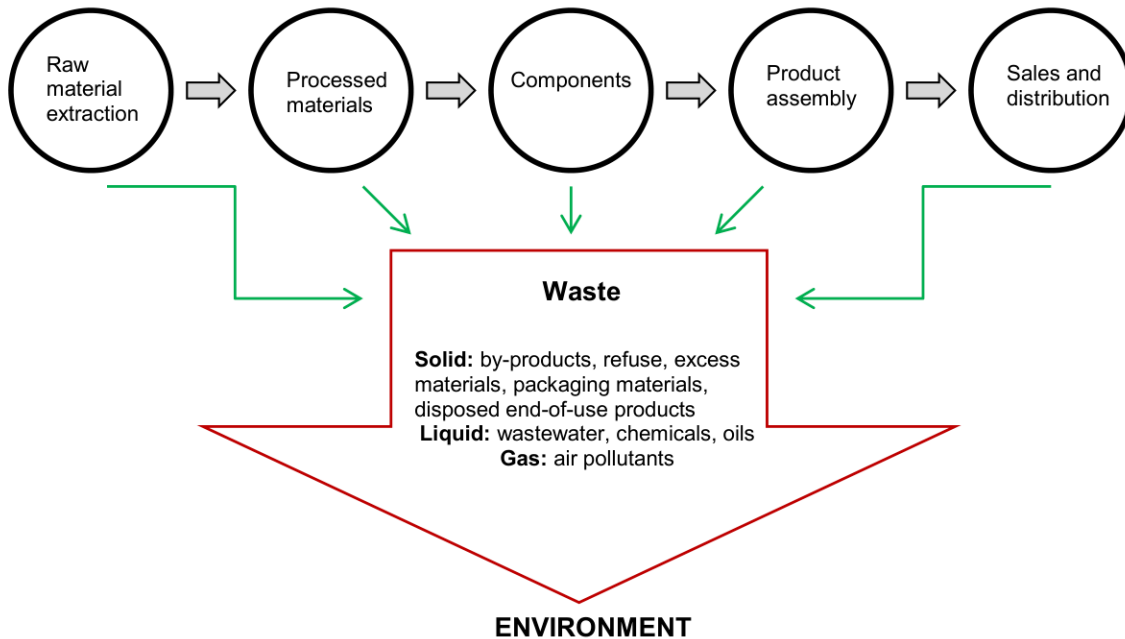 Raw
material
extraction
Processed
materials
Components
Product
assembly
Sales and
distribution
Waste
Solid: by-products, refuse, excess
materials, packaging materials,
disposed end-of-use products
Liquid: wastewater, chemicals, oils
Gas: air pollutants
ENVIRONMENT